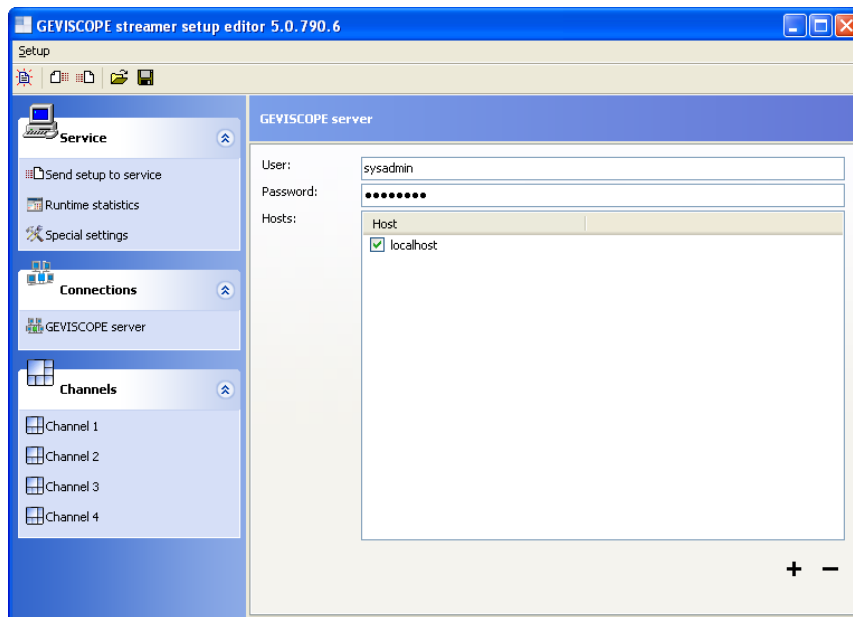 GEVISCOPE streamer setup editor 5.0.790.6
Setup
Service
Send setup to service
Runtime statistics
Special settings
Connections
GEVISCOPE server
Channels
Channel 1
Channel 2
Channel 3
Channel 4
GEVISCOPE server
User:
sysadmin
Password:
••••••••
Hosts:
Host
localhost